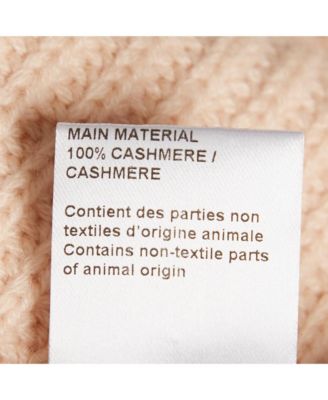 MAIN MATERIAL
100% CASHMERE /
CASHMERE
Contient des parties non
textiles d'origine animale
Contains non-textile parts
of animal origin